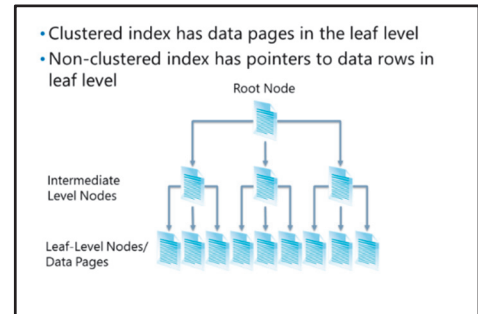 • Clustered index has data pages in the leaf level
• Non-clustered index has pointers to data rows in
leaf level
Root Node
Intermediate
Level Nodes
Leaf-Level Nodes/
Data Pages